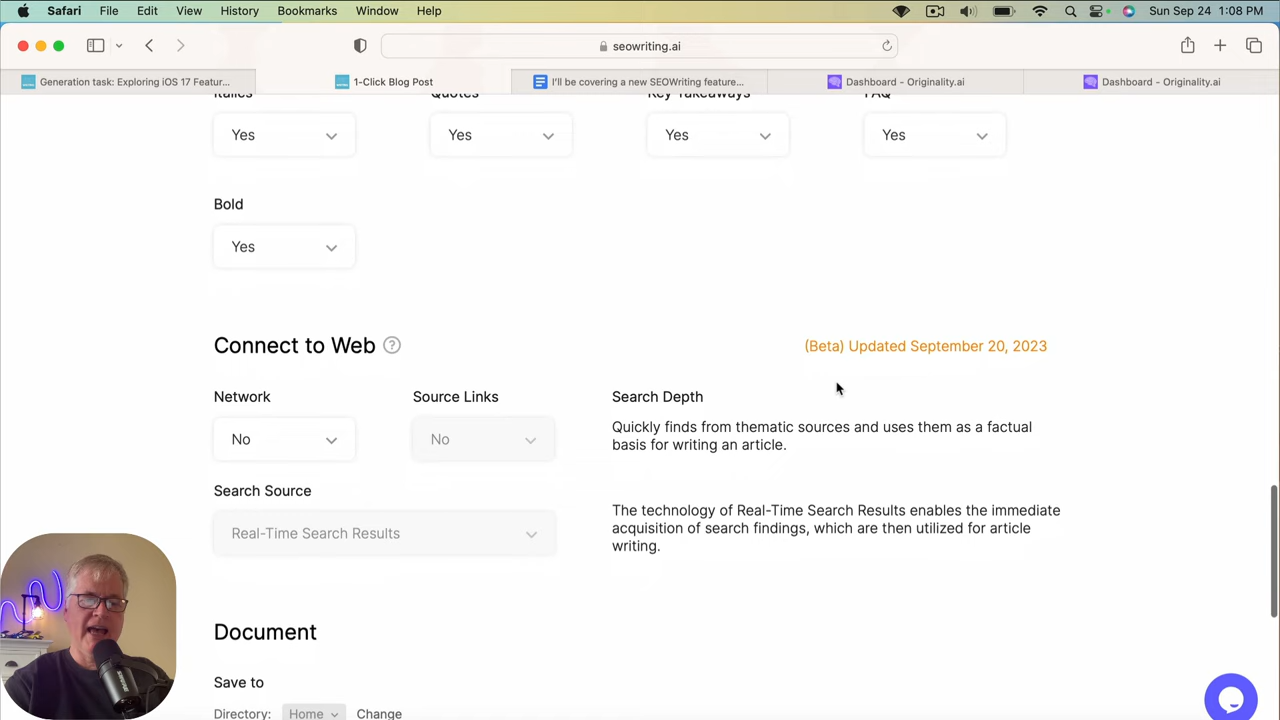 Safari File Edit View History Bookmarks Window Help Sun Sep 24 1:08 PM
seowriting.ai
Generation task: Exploring iOS 17 Featur... 1-Click Blog Post I'll be covering a new SEOWriting feature... Dashboard - Originality.ai Dashboard - Originality.ai
Italics Quotes Key Takeaways FAQ
Yes Yes Yes Yes
Bold
Yes
Connect to Web ? (Beta) Updated September 20, 2023
Network Source Links Search Depth
No No Quickly finds from thematic sources and uses them as a factual
basis for writing an article.
Search Source
Real-Time Search Results The technology of Real-Time Search Results enables the immediate
acquisition of search findings, which are then utilized for article
writing.
Document
Save to
Directory: Home Change